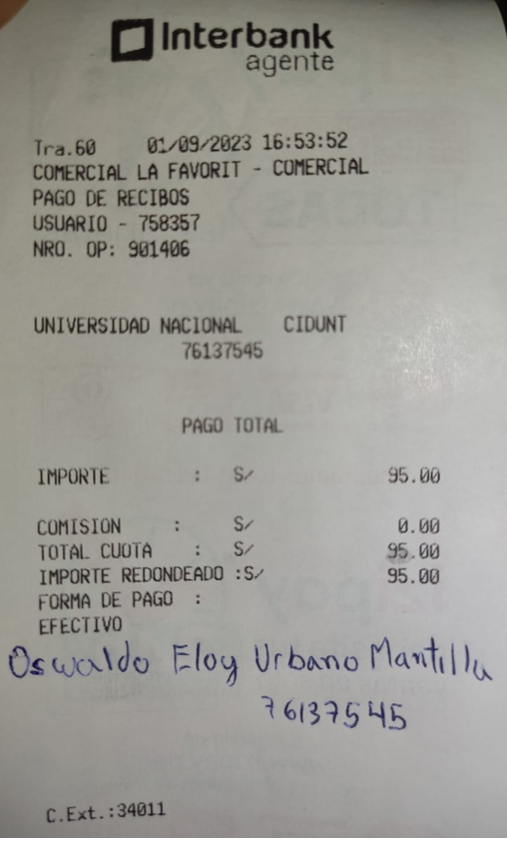 Interbank
agente
Tra.60 01/09/2023 16:53:52
COMERCIAL LA FAVORIT - COMERCIAL
PAGO DE RECIBOS
USUARIO - 758357
NRO. OP: 901406
UNIVERSIDAD NACIONAL CIDUNT
76137545
PAGO TOTAL
IMPORTE : S/ 95.00
COMISION : S/ 0.00
TOTAL CUOTA : S/ 95.00
IMPORTE REDONDEADO :S/ 95.00
FORMA DE PAGO :
EFECTIVO
Oswaldo Eloy Urbano Mantilla
76137545
C.Ext.:34011